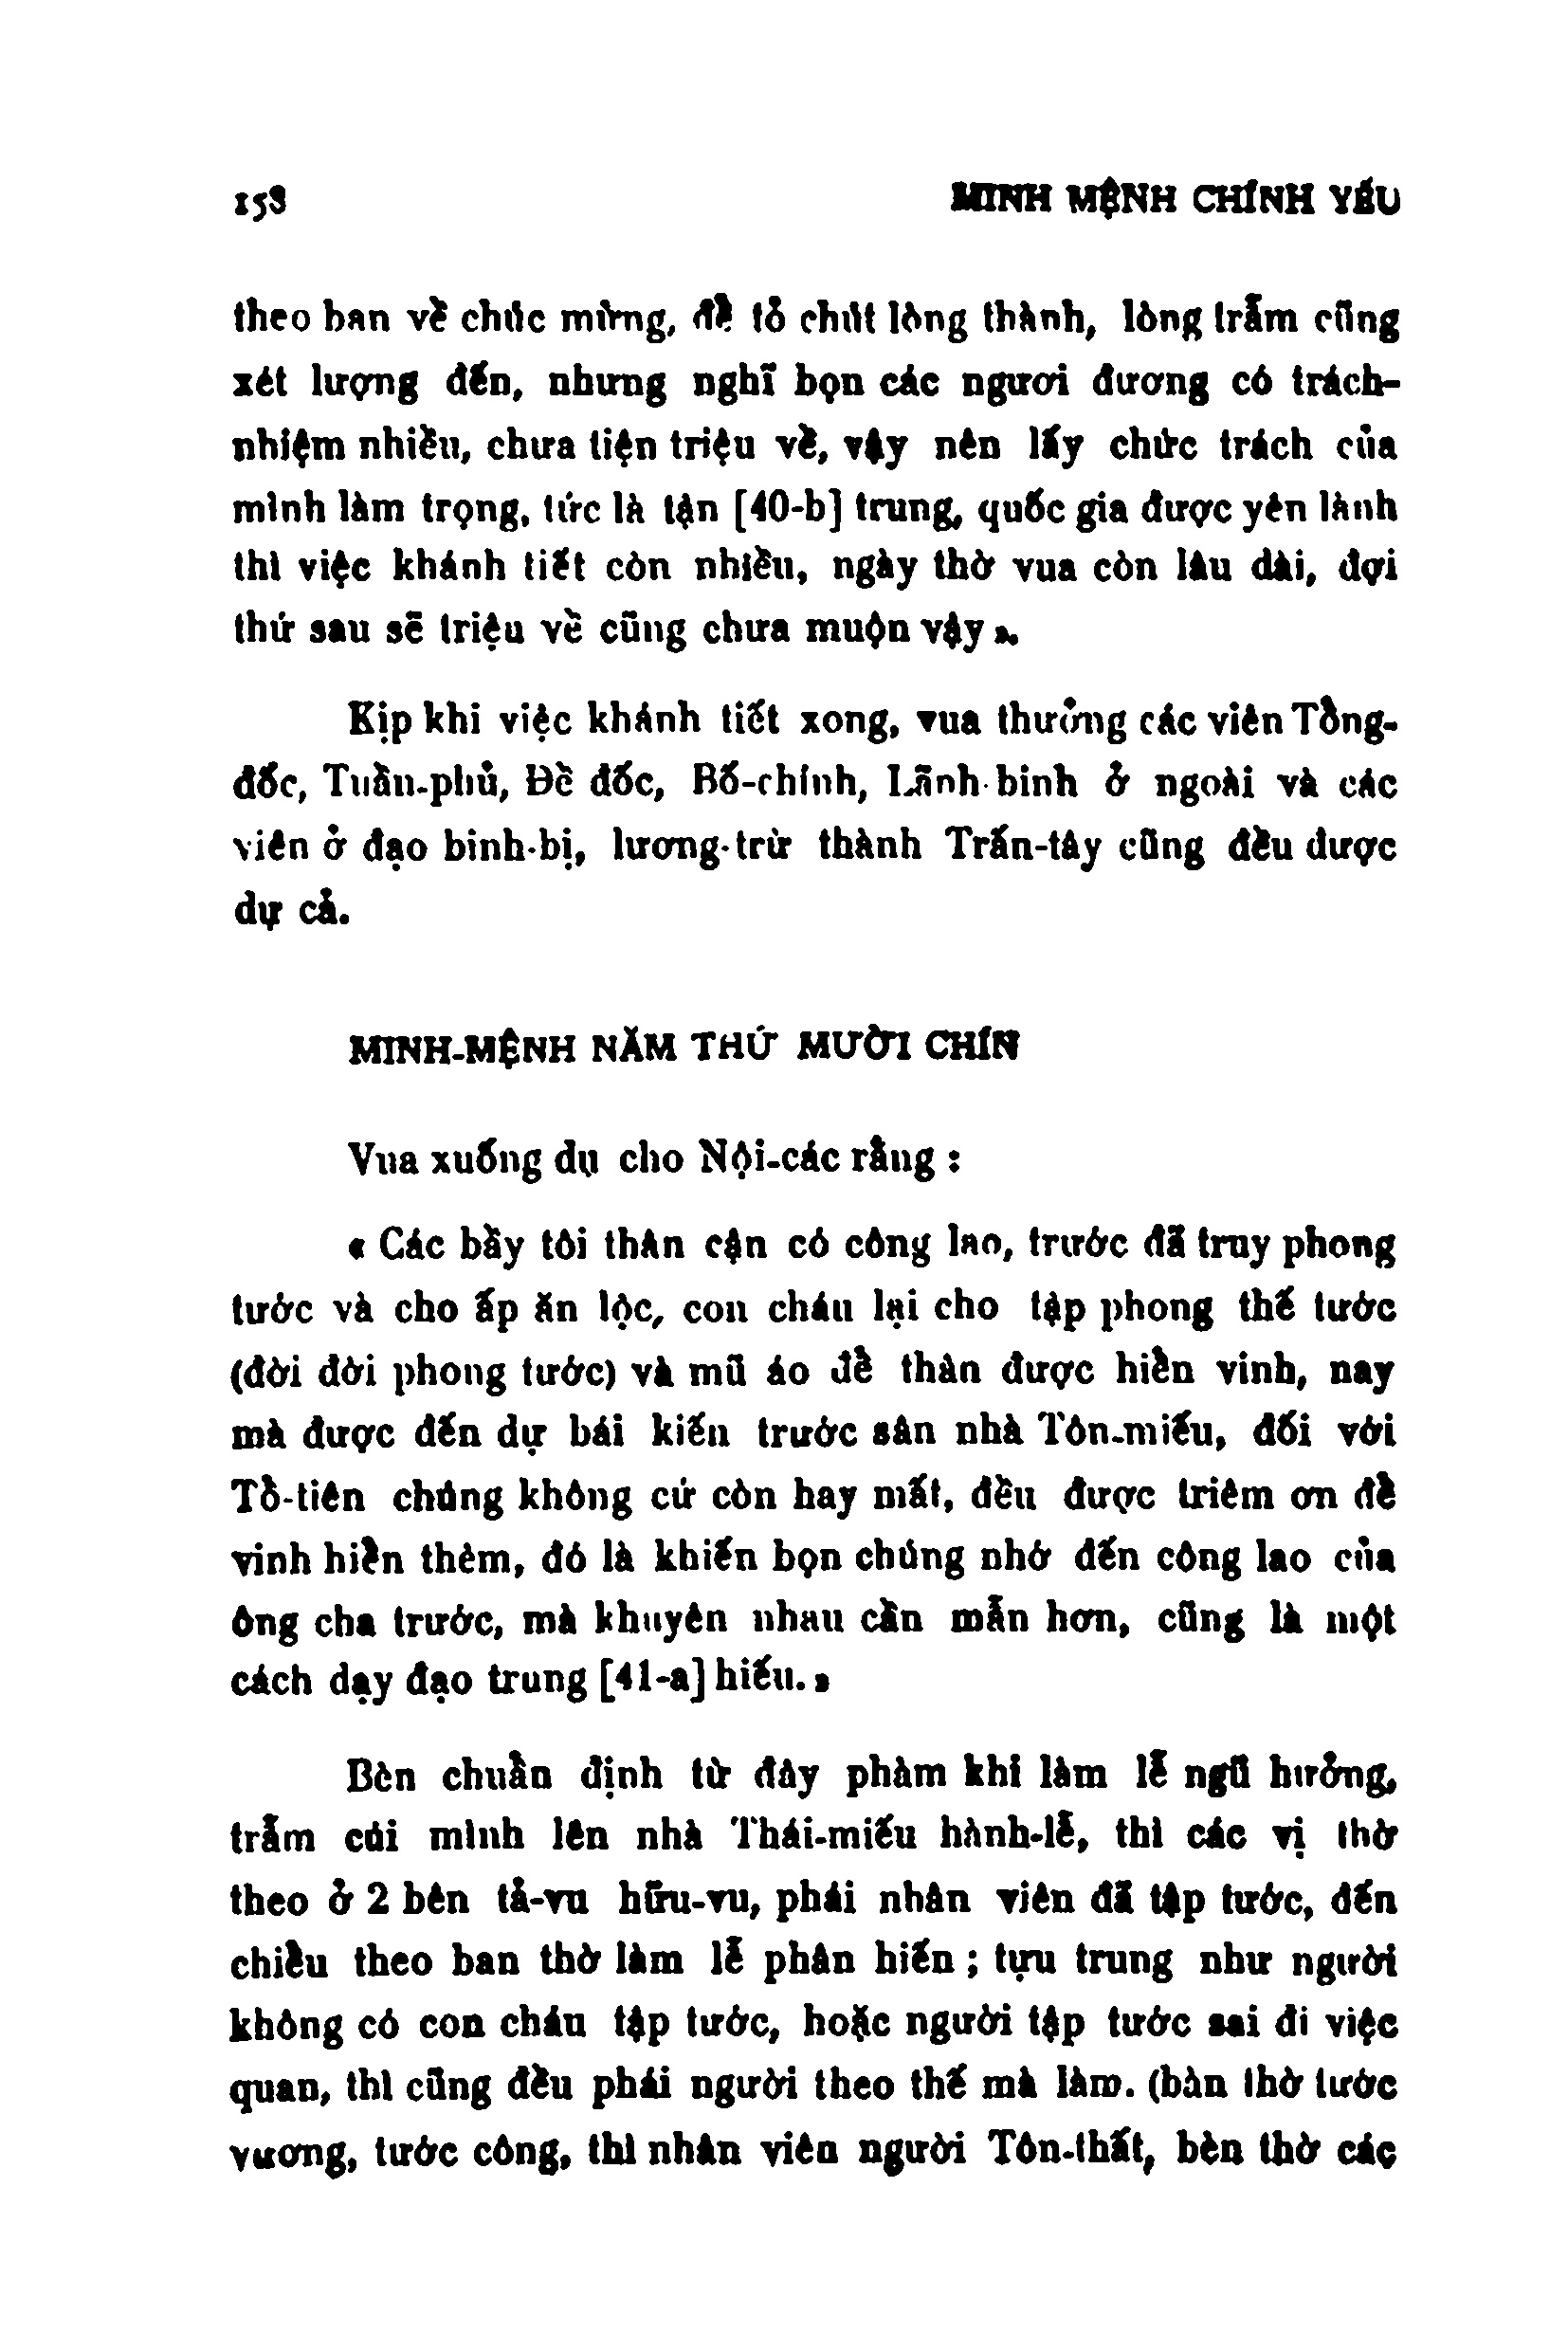 158 MINH MỆNH CHÍNH YẾU
theo ban về chúc mừng, để tỏ chút lòng thành, lòng trẫm cũng
xét lượng đến, nhưng nghĩ bọn các ngươi đương có trách-
nhiệm nhiều, chưa tiện triệu về, vậy nên lấy chức trách của
mình làm trọng, tức là tận [40-b] trung, quốc gia được yên lành
thì việc khánh tiết còn nhiều, ngày thờ vua còn lâu dài, đợi
thứ sau sẽ triệu về cũng chưa muộn vậy ».
Kịp khi việc khánh tiết xong, vua thưởng các viên Tổng-
đốc, Tuần-phủ, Đề đốc, Bố-chính, Lãnh-binh ở ngoài và các
viên ở đạo binh-bị, lương-trừ thành Trấn-tây cũng đều được
dự cả.
MINH-MỆNH NĂM THỨ MƯỜI CHÍN
Vua xuống dụ cho Nội-các rằng :
« Các bầy tôi thân cận có công lao, trước đã truy phong
tước và cho ấp ăn lộc, con cháu lại cho tập phong thế tước
(đời đời phong tước) và mũ áo để thân được hiển vinh, nay
mà được đến dự bái kiến trước sân nhà Tôn-miếu, đối với
Tổ-tiên chúng không cứ còn hay mất, đều được triêm ơn để
vinh hiển thêm, đó là khiến bọn chúng nhớ đến công lao của
ông cha trước, mà khuyên nhau cần mẫn hơn, cũng là một
cách dạy đạo trung [41-a] hiếu. »
Bèn chuẩn định từ đây phàm khi làm lễ ngũ hưởng,
trẫm cúi mình lên nhà Thái-miếu hành-lễ, thì các vị thờ
theo ở 2 bên tả-vu hữu-vu, phái nhân viên đã tập tước, đến
chiều theo ban thờ làm lễ phân hiến ; tựu trung như người
không có con cháu tập tước, hoặc người tập tước sai đi việc
quan, thì cũng đều phái người theo thế mà làm. (bàn thờ tước
vương, tước công, thì nhân viên người Tôn-thất, bèn thờ các